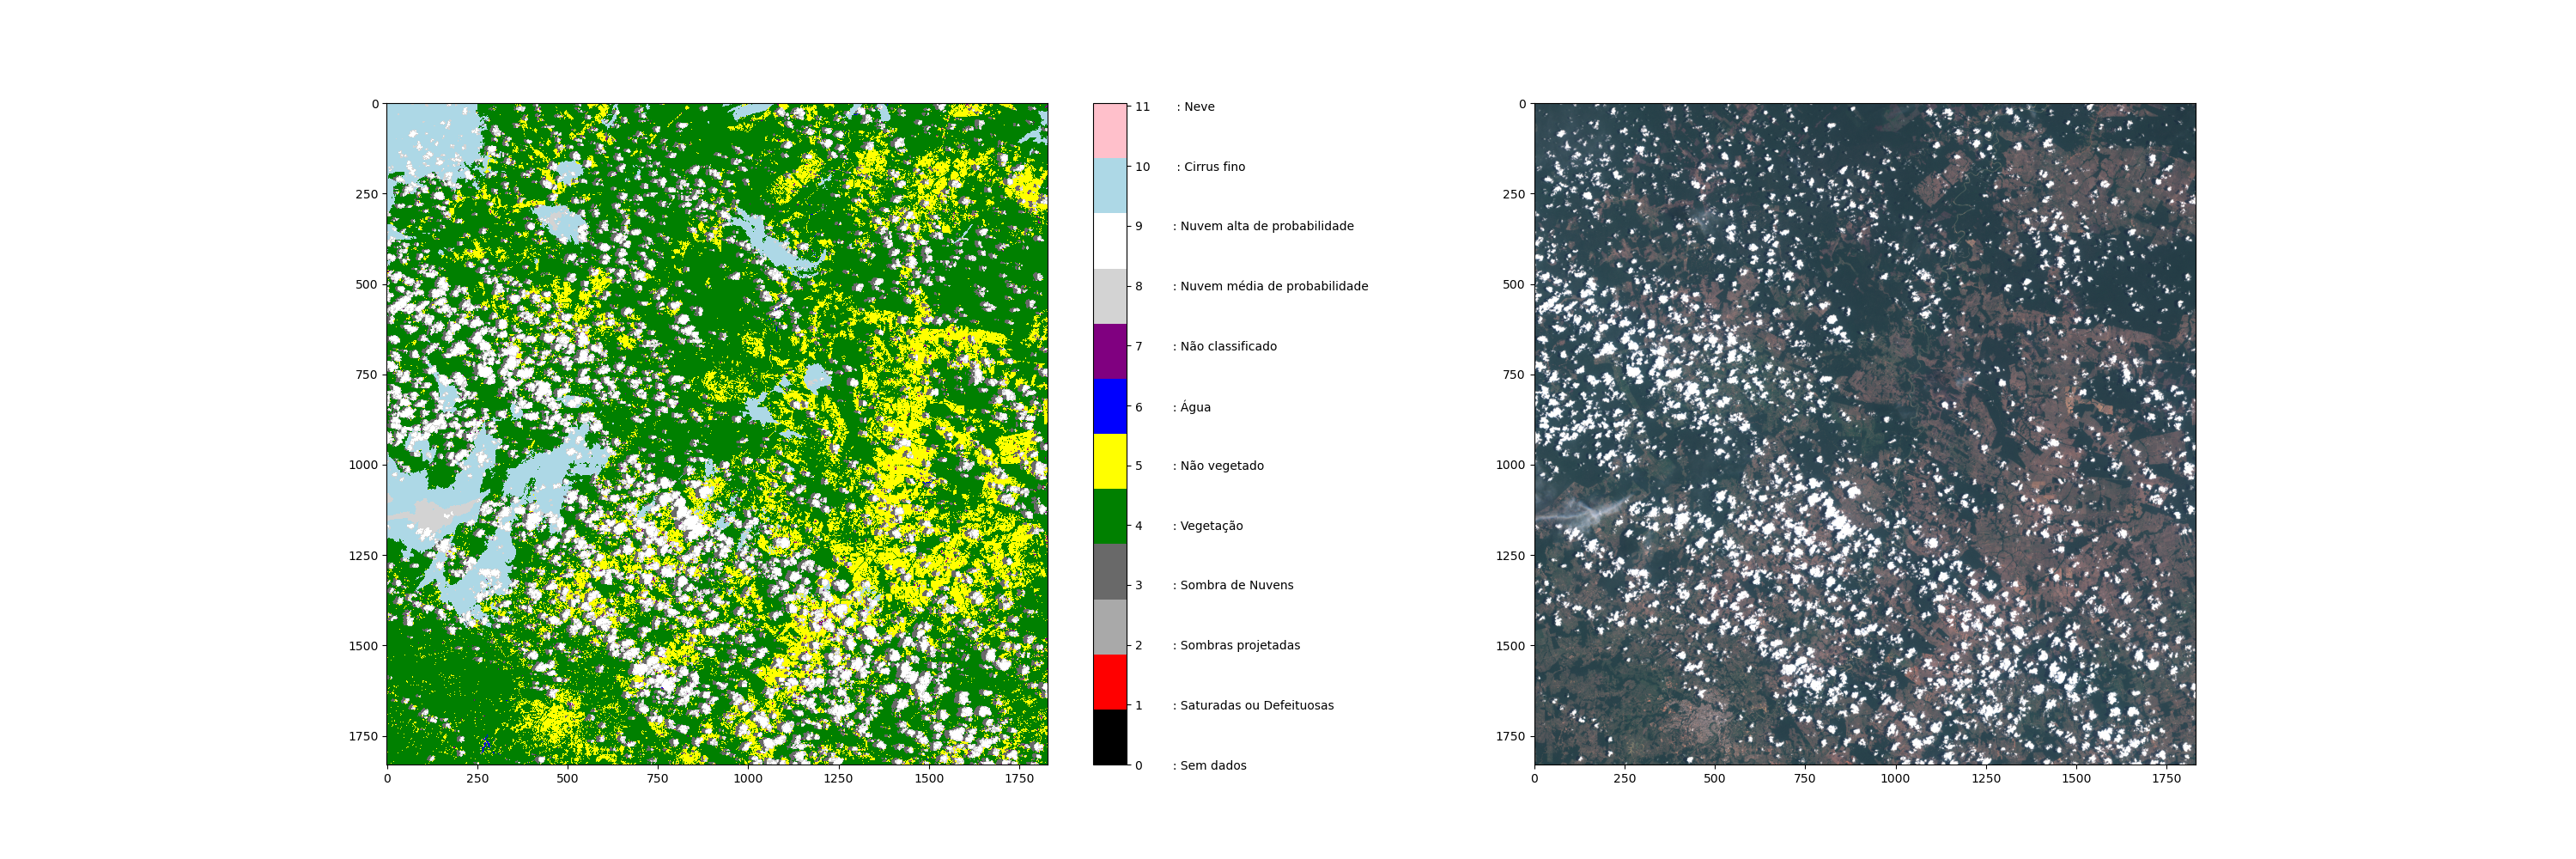 0
250
500
750
1000
1250
1500
1750
0 250 500 750 1000 1250 1500 1750
11 : Neve
10 : Cirrus fino
9 : Nuvem alta de probabilidade
8 : Nuvem média de probabilidade
7 : Não classificado
6 : Água
5 : Não vegetado
4 : Vegetação
3 : Sombra de Nuvens
2 : Sombras projetadas
1 : Saturadas ou Defeituosas
0 : Sem dados
0
250
500
750
1000
1250
1500
1750
0 250 500 750 1000 1250 1500 1750